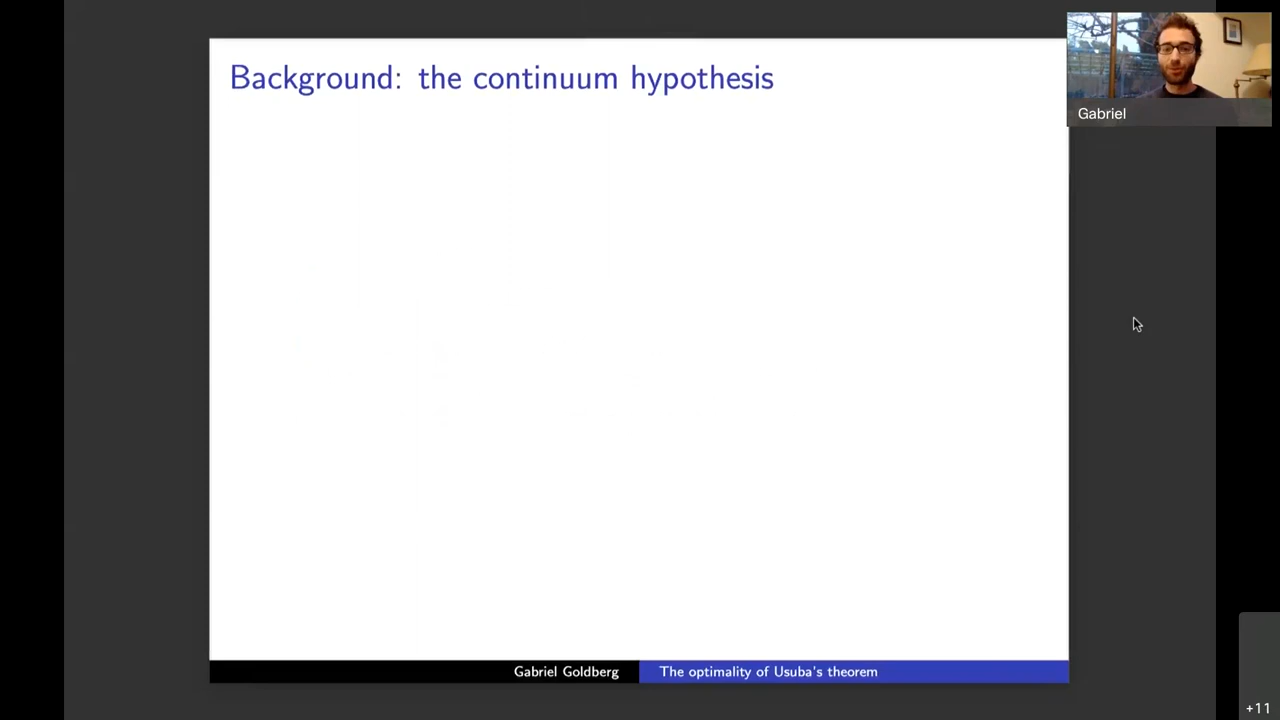 Background: the continuum hypothesis
Gabriel
Gabriel Goldberg
The optimality of Usuba's theorem
+11